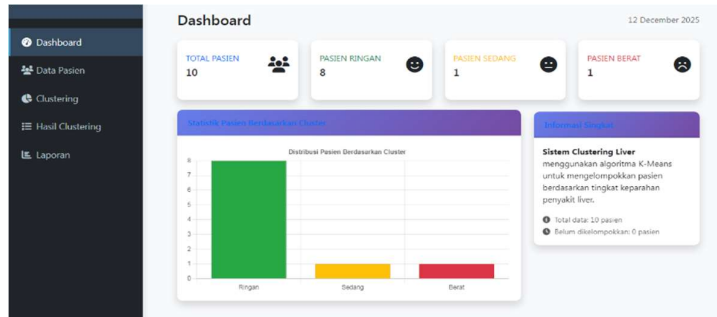 Dashboard
12 December 2025
Dashboard
Data Pasien
Clustering
Hasil Clustering
Laporan
TOTAL PASIEN
10
PASIEN RINGAN
8
PASIEN SEDANG
1
PASIEN BERAT
1
Statistik Pasien Berdasarkan Cluster
Distribusi Pasien Berdasarkan Cluster
8
7
6
5
4
3
2
1
0
Ringan
Sedang
Berat
Informasi Singkat
Sistem Clustering Liver
menggunakan algoritma K-Means
untuk mengelompokkan pasien
berdasarkan tingkat keparahan
penyakit liver.
Total data: 10 pasien
Belum dikelompokkan: 0 pasien